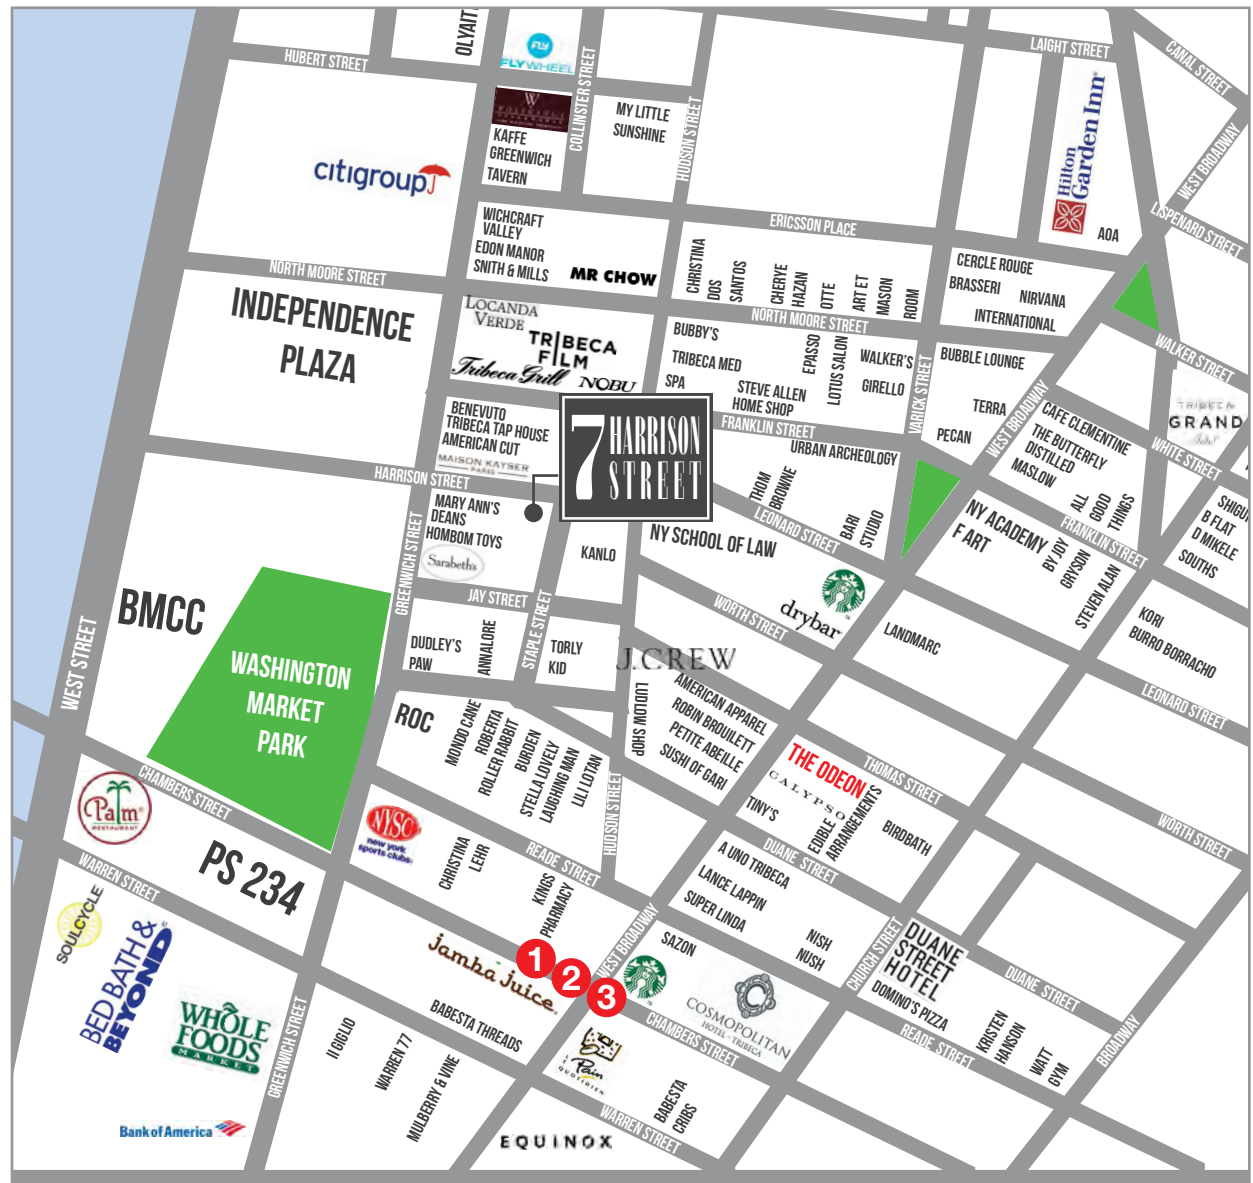 OLYAIT
FLY
FLYWHEEL
HUBERT STREET
COLLINSTER STREET
LAIGHT STREET
CANAL STREET
MY LITTLE
SUNSHINE
HUDSON STREET
KAFFE
GREENWICH
TAVERN
citigroup
Hilton
Garden Inn
WEST BROADWAY
LISPENARD STREET
AOA
WICHCRAFT
VALLEY
EDON MANOR
SNITH & MILLS
MR CHOW
ERICSSON PLACE
CHRISTINA
DOS
SANTOS
CHERYE
HAZAN
OTTE
ART ET
MASON
ROOM
CERCLE ROUGE
BRASSERI
NIRVANA
INTERNATIONAL
NORTH MOORE STREET
INDEPENDENCE
PLAZA
LOCANDA
VERDE
TRIBECA
FILM
Tribeca Grill
NOBU
NORTH MOORE STREET
BUBBY'S
TRIBECA MED
SPA
STEVE ALLEN
HOME SHOP
EPASSO
LOTUS SALON
WALKER'S
GIRELLO
VARICK STREET
BUBBLE LOUNGE
TERRA
PECAN
WEST BROADWAY
WALKER STREET
TRIBECA
GRAND
CAFE CLEMENTINE
THE BUTTERFLY
DISTILLED
MASLOW
ALL
GOOD
THINGS
WHITE STREET
BENEVUTO
TRIBECA TAP HOUSE
AMERICAN CUT
MAISON KAYSER
PARIS
7 HARRISON
STREET
FRANKLIN STREET
URBAN ARCHEOLOGY
THOM
BROWNE
BARI
STUDIO
LEONARD STREET
HARRISON STREET
MARY ANN'S
DEANS
HOMBOM TOYS
Sarabeth's
GREENWICH STREET
KANLO
NY SCHOOL OF LAW
drybar
NY ACADEMY
F ART
BY JOY
GRYSON
STEVEN ALAN
FRANKLIN STREET
SHIGU
B FLAT
D MIKELE
SOUTHS
KORI
BURRO BORRACHO
LEONARD STREET
BMCC
WASHINGTON
MARKET
PARK
WEST STREET
JAY STREET
STAPLE STREET
DUDLEY'S
PAW
ANNALORE
TORLY
KID
WORTH STREET
J.CREW
LANDMARC
ROC
MONDO CANE
ROBERTA
ROLLER RABBIT
BURDEN
STELLA LOVELY
LAUGHING MAN
LILI LOTAN
HUDSON STREET
LUDLOW SHOP
AMERICAN APPAREL
ROBIN BROUILETT
PETITE ABEILLE
SUSHI OF GARI
THE ODEON
CALYPSO
TINY'S
EDIBLE
ARRANGEMENTS
BIRDBATH
THOMAS STREET
WORTH STREET
CHAMBERS STREET
Palm
RESTAURANT
PS 234
WARREN STREET
NYSC
new york
sports clubs
CHRISTINA
LEHR
READE STREET
KINGS
PHARMACY
DUANE STREET
A UNO TRIBECA
LANCE LAPPIN
SUPER LINDA
NISH
NUSH
WEST BROADWAY
SAZON
CHURCH STREET
DUANE
STREET
HOTEL
DOMINO'S PIZZA
DUANE STREET
SOULCYCLE
BED BATH &
BEYOND
WHOLE
FOODS
MARKET
Bank of America
GREENWICH STREET
jamba juice
1
2
3
COSMOPOLITAN
HOTEL - TRIBECA
CHAMBERS STREET
READE STREET
KRISTEN
HANSON
WATT
GYM
BROADWAY
II GIGLIO
WARREN 77
BABESTA THREADS
MULBERRY & VINE
LE Pain
QUOTIDIEN
BABESTA
CRIBS
WARREN STREET
EQUINOX